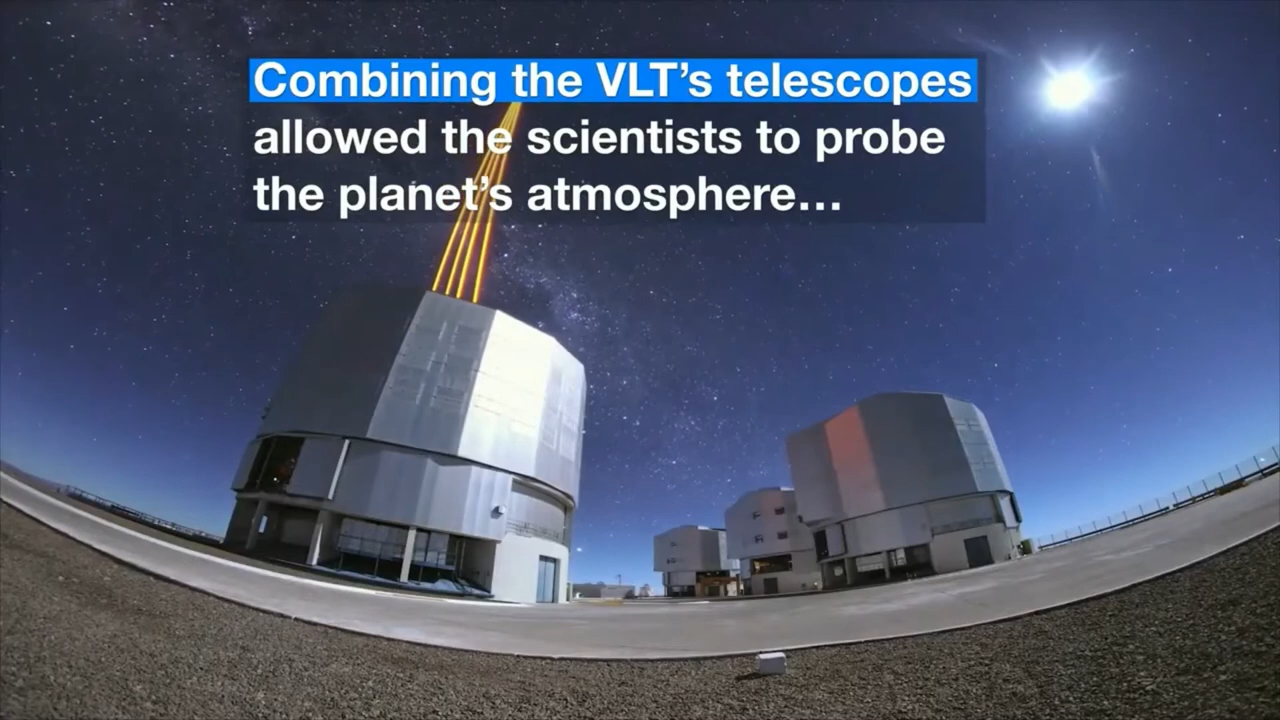 Combining the VLT’s telescopes
allowed the scientists to probe
the planet’s atmosphere…